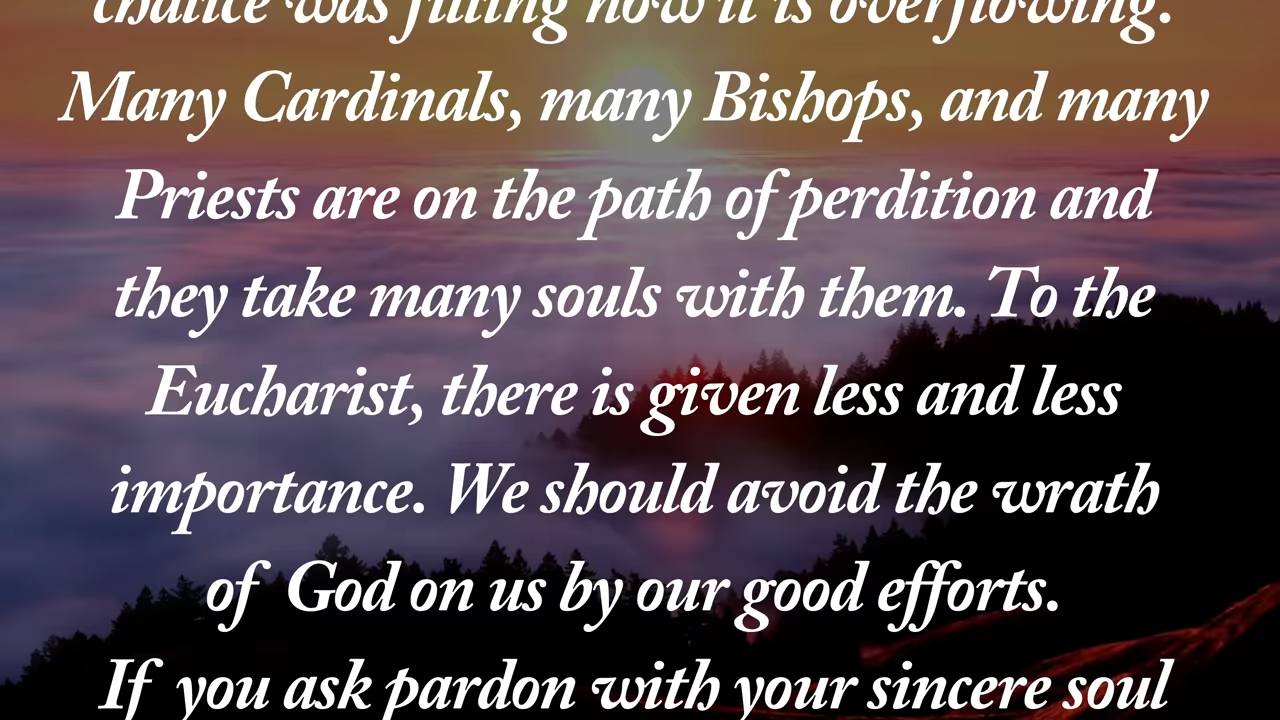 chalice was filling now it is overflowing.
Many Cardinals, many Bishops, and many
Priests are on the path of perdition and
they take many souls with them. To the
Eucharist, there is given less and less
importance. We should avoid the wrath
of God on us by our good efforts.
If you ask pardon with your sincere soul